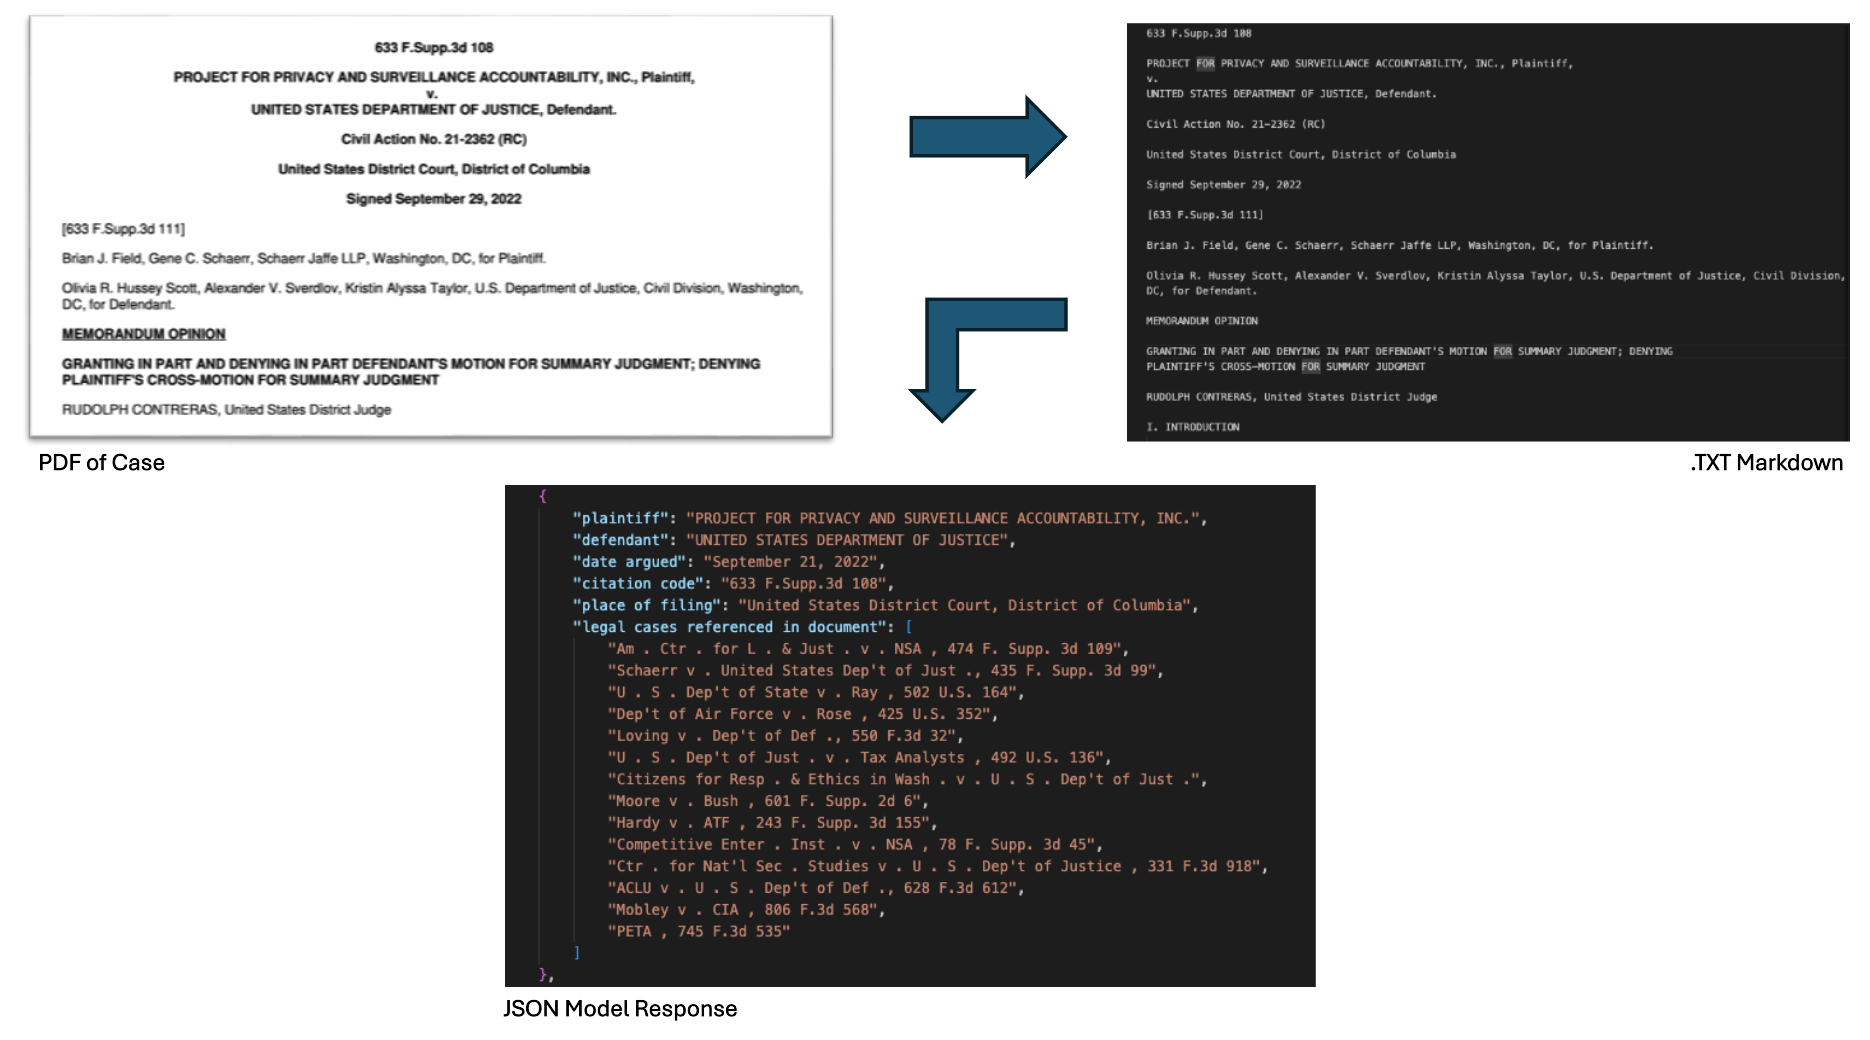 633 F.Supp.3d 108
PROJECT FOR PRIVACY AND SURVEILLANCE ACCOUNTABILITY, INC., Plaintiff,
v.
UNITED STATES DEPARTMENT OF JUSTICE, Defendant.
Civil Action No. 21-2362 (RC)
United States District Court, District of Columbia
Signed September 29, 2022
[633 F.Supp.3d 111]
Brian J. Field, Gene C. Schaerr, Schaerr Jaffe LLP, Washington, DC, for Plaintiff.
Olivia R. Hussey Scott, Alexander V. Sverdlov, Kristin Alyssa Taylor, U.S. Department of Justice, Civil Division, Washington,
DC, for Defendant.
MEMORANDUM OPINION
GRANTING IN PART AND DENYING IN PART DEFENDANT'S MOTION FOR SUMMARY JUDGMENT; DENYING
PLAINTIFF'S CROSS-MOTION FOR SUMMARY JUDGMENT
RUDOLPH CONTRERAS, United States District Judge
PDF of Case
633 F.Supp.3d 108
PROJECT FOR PRIVACY AND SURVEILLANCE ACCOUNTABILITY, INC., Plaintiff,
v.
UNITED STATES DEPARTMENT OF JUSTICE, Defendant.
Civil Action No. 21-2362 (RC)
United States District Court, District of Columbia
Signed September 29, 2022
[633 F.Supp.3d 111]
Brian J. Field, Gene C. Schaerr, Schaerr Jaffe LLP, Washington, DC, for Plaintiff.
Olivia R. Hussey Scott, Alexander V. Sverdlov, Kristin Alyssa Taylor, U.S. Department of Justice, Civil Division,
DC, for Defendant.
MEMORANDUM OPINION
GRANTING IN PART AND DENYING IN PART DEFENDANT'S MOTION FOR SUMMARY JUDGMENT; DENYING
PLAINTIFF'S CROSS-MOTION FOR SUMMARY JUDGMENT
RUDOLPH CONTRERAS, United States District Judge
I. INTRODUCTION
.TXT Markdown
{
"plaintiff": "PROJECT FOR PRIVACY AND SURVEILLANCE ACCOUNTABILITY, INC.",
"defendant": "UNITED STATES DEPARTMENT OF JUSTICE",
"date argued": "September 21, 2022",
"citation code": "633 F.Supp.3d 108",
"place of filing": "United States District Court, District of Columbia",
"legal cases referenced in document": [
"Am . Ctr . for L . & Just . v . NSA , 474 F. Supp. 3d 109",
"Schaerr v . United States Dep't of Just ., 435 F. Supp. 3d 99",
"U . S . Dep't of State v . Ray , 502 U.S. 164",
"Dep't of Air Force v . Rose , 425 U.S. 352",
"Loving v . Dep't of Def ., 550 F.3d 32",
"U . S . Dep't of Just . v . Tax Analysts , 492 U.S. 136",
"Citizens for Resp . & Ethics in Wash . v . U . S . Dep't of Just .",
"Moore v . Bush , 601 F. Supp. 2d 6",
"Hardy v . ATF , 243 F. Supp. 3d 155",
"Competitive Enter . Inst . v . NSA , 78 F. Supp. 3d 45",
"Ctr . for Nat'l Sec . Studies v . U . S . Dep't of Justice , 331 F.3d 918",
"ACLU v . U . S . Dep't of Def ., 628 F.3d 612",
"Mobley v . CIA , 806 F.3d 568",
"PETA , 745 F.3d 535"
]
},
JSON Model Response